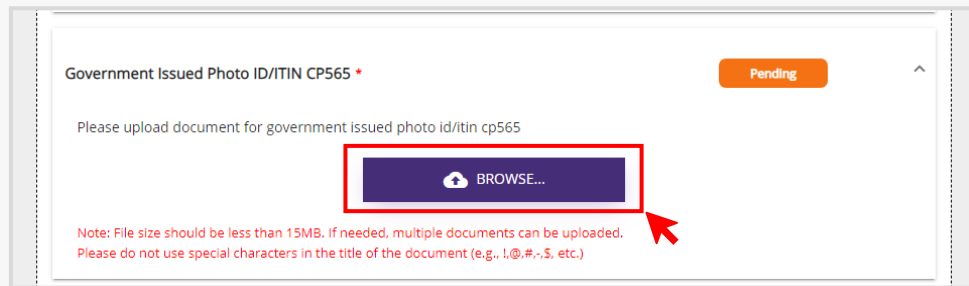 Government Issued Photo ID/ITIN CP565 *
Pending
Please upload document for government issued photo id/itin cp565
BROWSE...
Note: File size should be less than 15MB. If needed, multiple documents can be uploaded.
Please do not use special characters in the title of the document (e.g., !,@,#,-,$, etc.)